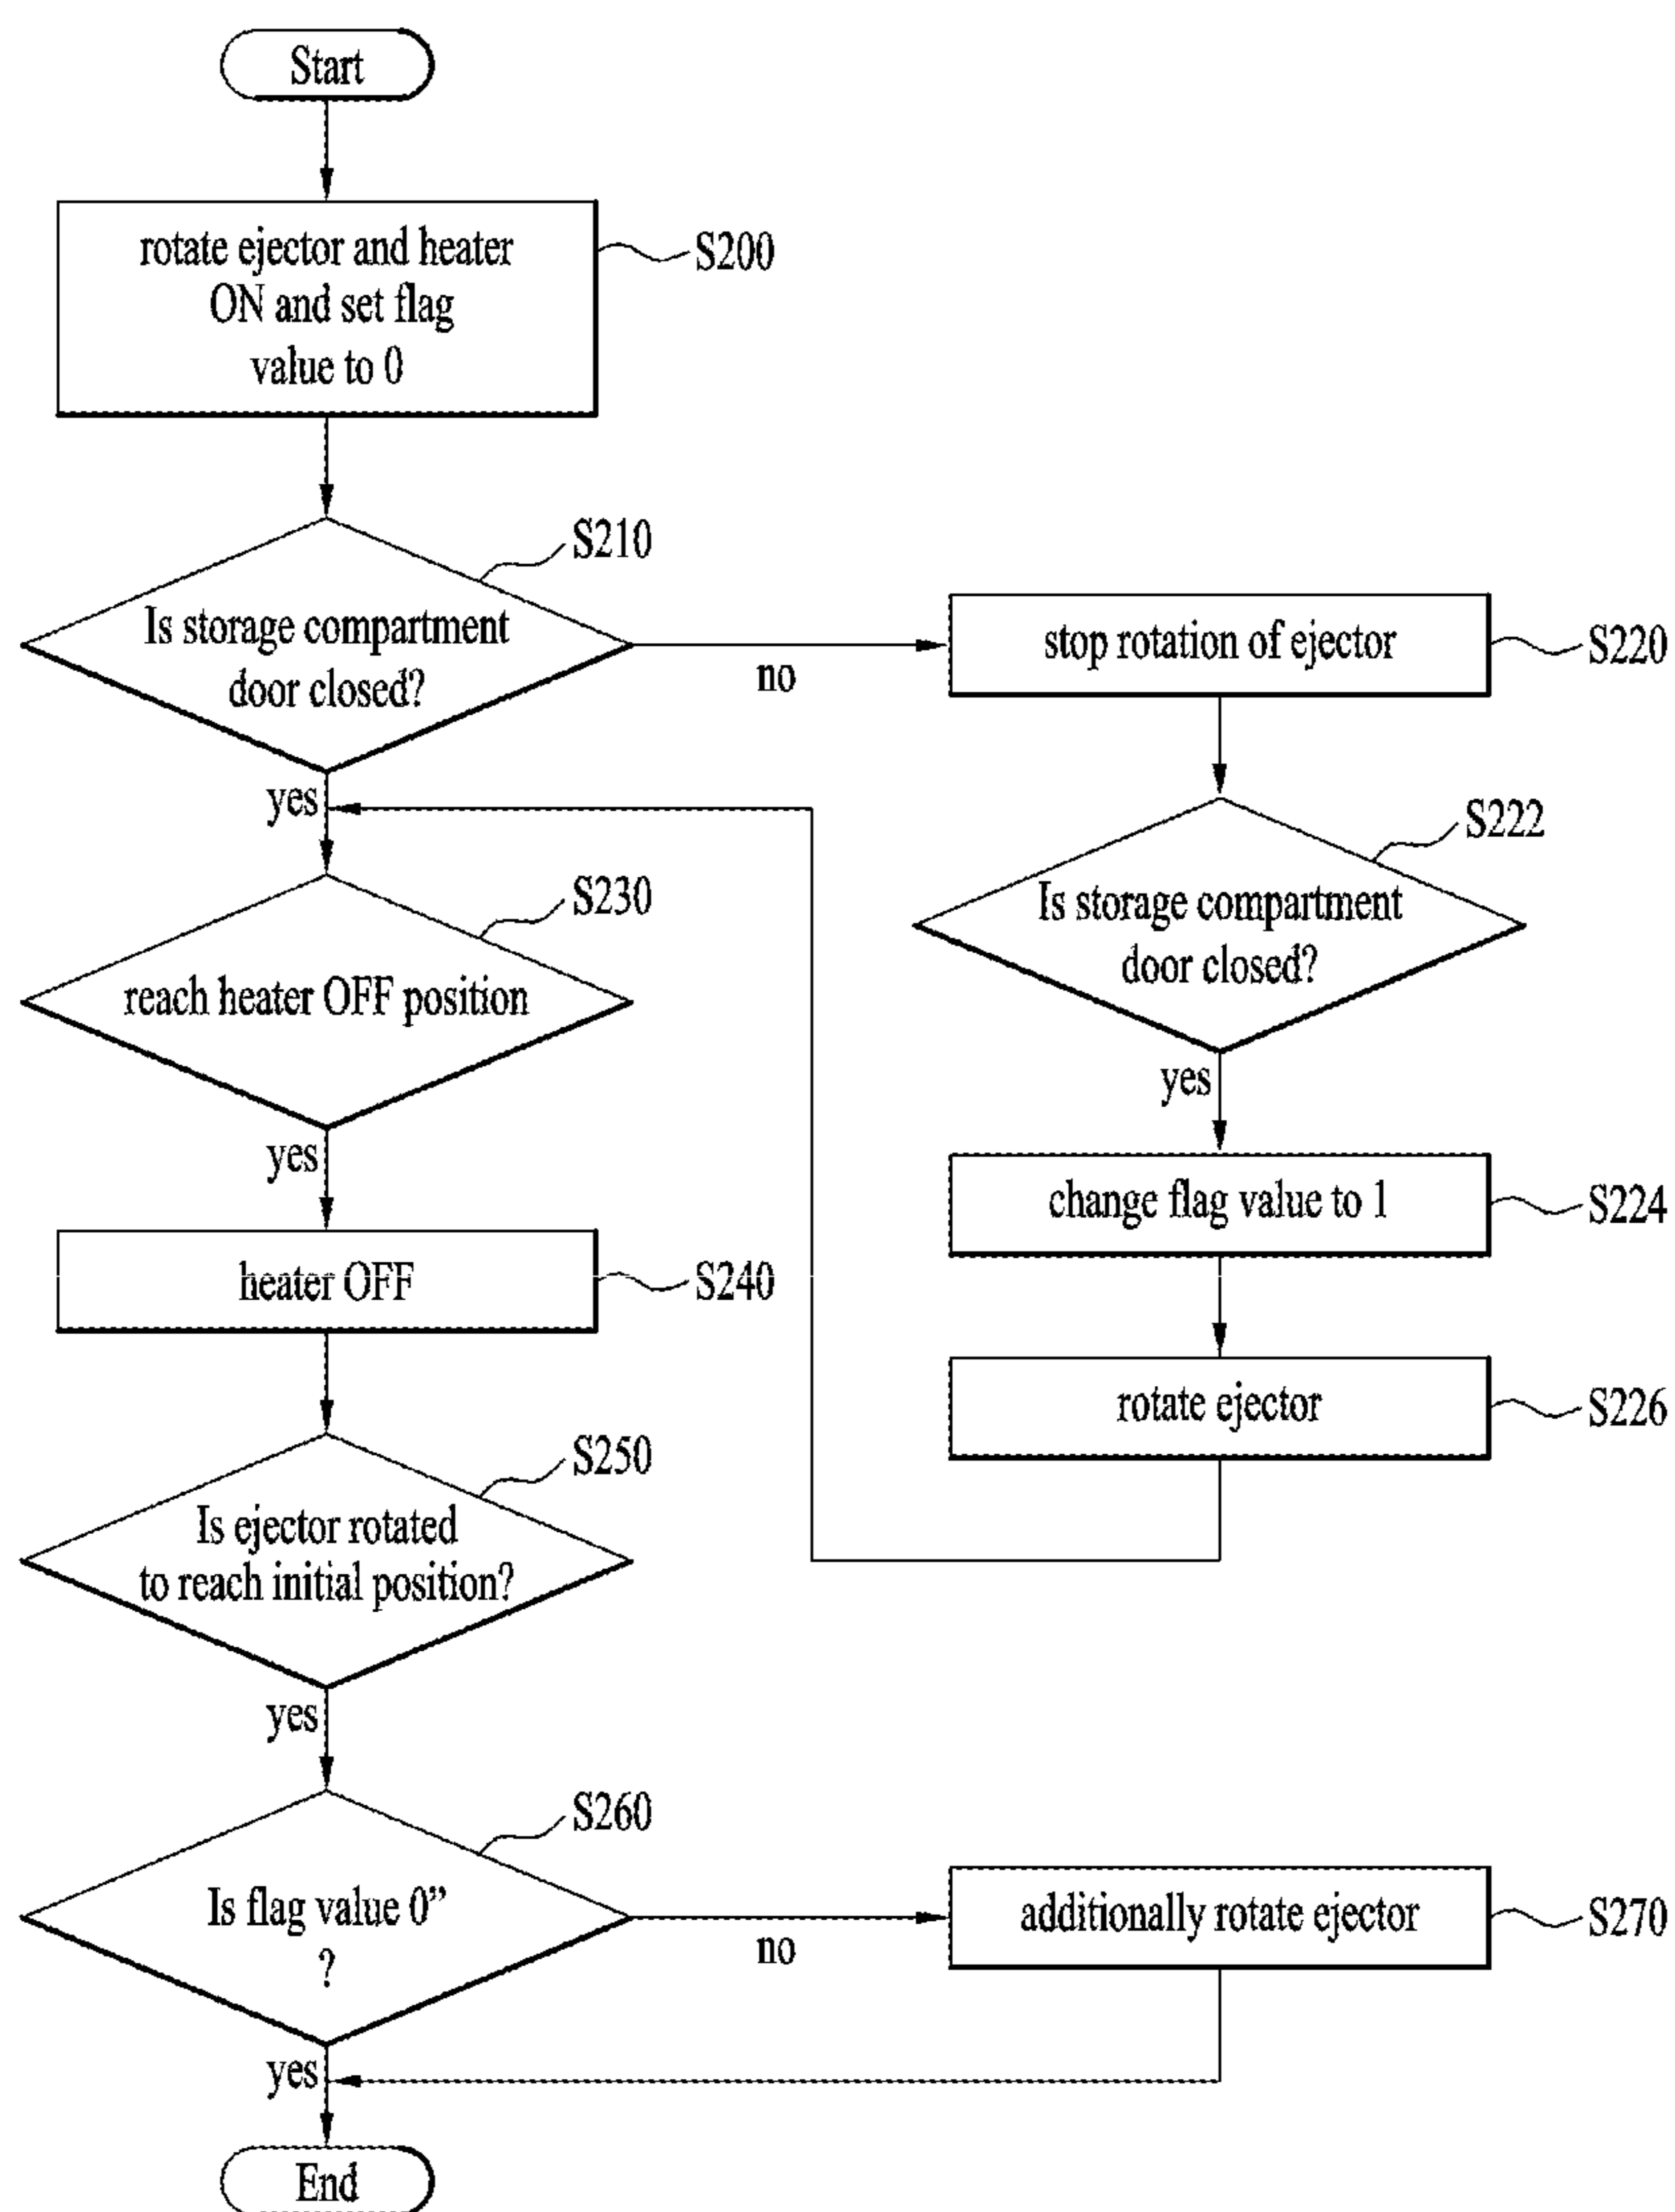 Start
rotate ejector and heater
ON and set flag
value to 0
S200
S210
Is storage compartment
door closed?
no
yes
stop rotation of ejector
S220
S222
Is storage compartment
door closed?
yes
S230
reach heater OFF position
yes
change flag value to 1
S224
heater OFF
S240
rotate ejector
S226
S250
Is ejector rotated
to reach initial position?
yes
S260
Is flag value 0”
?
no
additionally rotate ejector
S270
yes
End